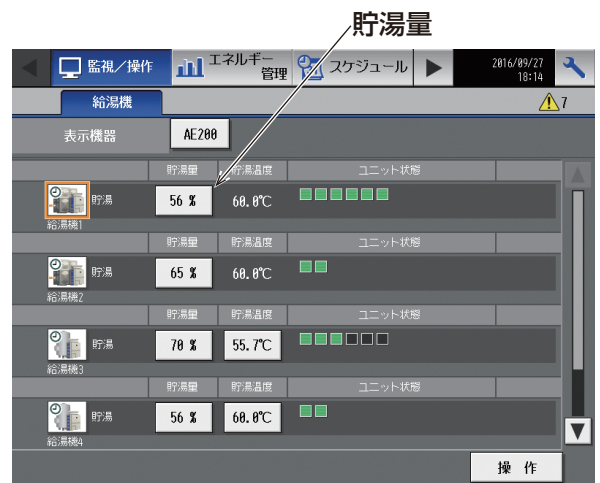 貯湯量
監視／操作
エネルギー
管理
スケジュール
2016/09/27
18:14
給湯機
7
表示機器
AE200
貯湯量 貯湯温度 ユニット状態
貯湯 56 % 60.0℃
給湯機1
貯湯量 貯湯温度 ユニット状態
貯湯 65 % 60.0℃
給湯機2
貯湯量 貯湯温度 ユニット状態
貯湯 70 % 55.7℃
給湯機3
貯湯量 貯湯温度 ユニット状態
貯湯 56 % 60.0℃
給湯機4
操作